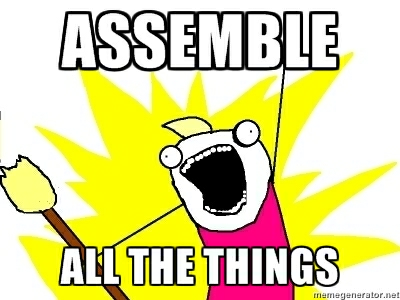 ASSEMBLE
ALL THE THINGS
memegenerator.net